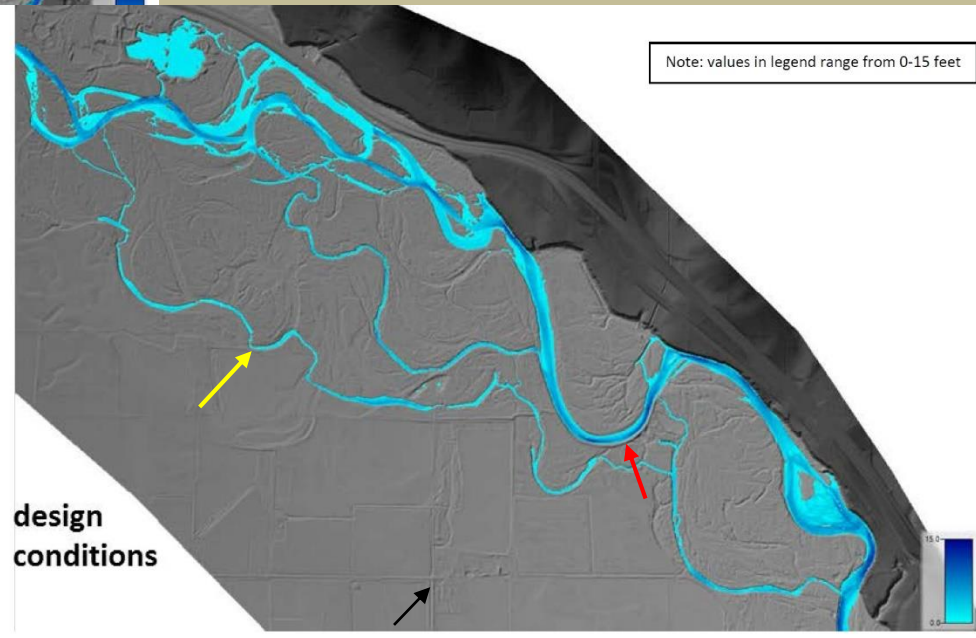 Note: values in legend range from 0-15 feet
design
conditions
15.0
0.0